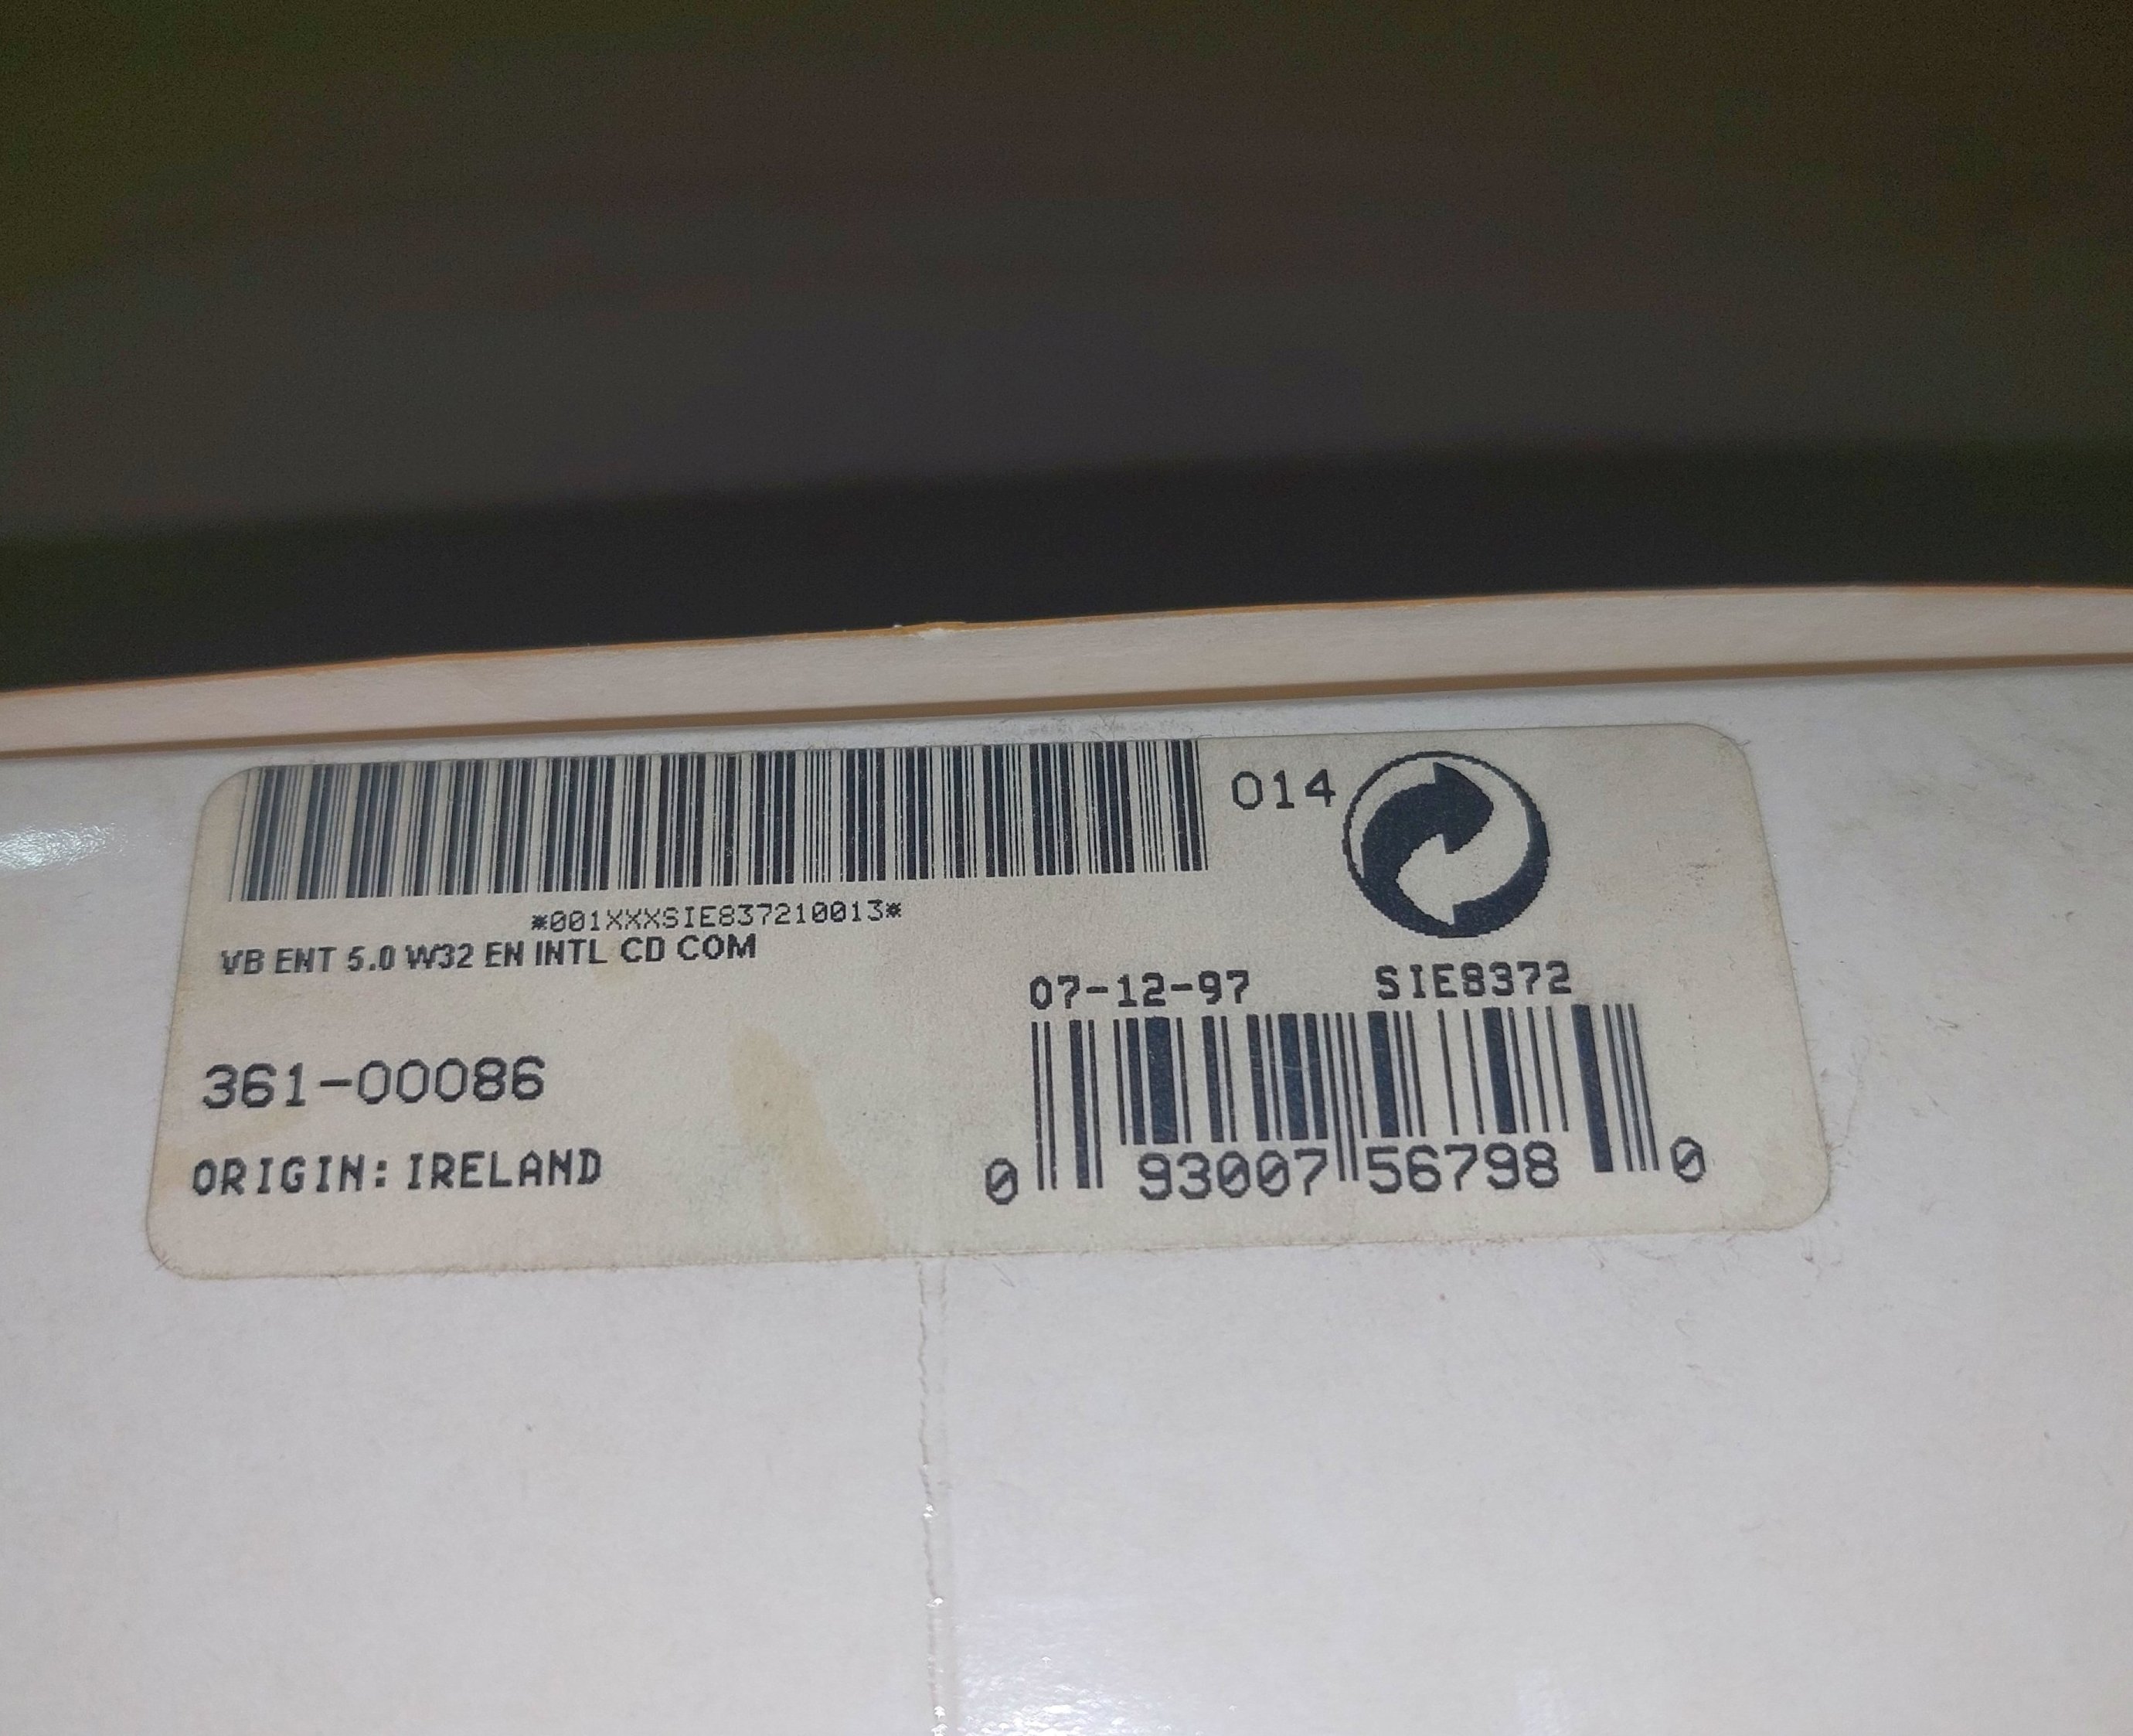 014
*001XXXSIE837210013*
VB ENT 5.0 W32 EN INTL CD COM
07-12-97 SIE8372
361-00086
ORIGIN: IRELAND
0 93007 56798 0